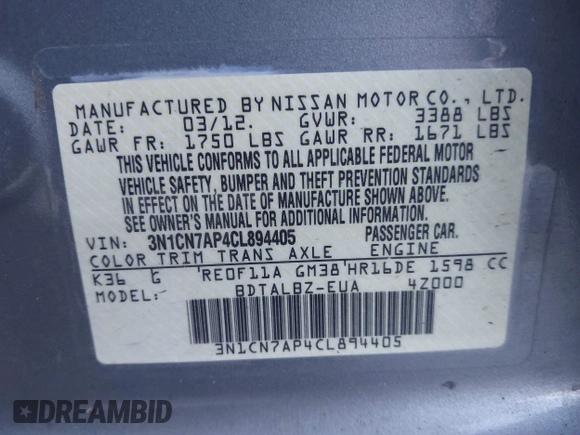 MANUFACTURED BY NISSAN MOTOR CO., LTD.
DATE: 03/12. GVWR: 3388 LBS
GAWR FR: 1750 LBS GAWR RR: 1671 LBS
THIS VEHICLE CONFORMS TO ALL APPLICABLE FEDERAL MOTOR
VEHICLE SAFETY, BUMPER AND THEFT PREVENTION STANDARDS
IN EFFECT ON THE DATE OF MANUFACTURE SHOWN ABOVE.
SEE OWNER'S MANUAL FOR ADDITIONAL INFORMATION.
VIN: 3N1CN7AP4CL894405 PASSENGER CAR.
COLOR TRIM TRANS AXLE ENGINE
K36 G 'RE0F11A GM38'HR16DE 1598 CC
MODEL: BDTALBZ-EUA 4Z000
3N1CN7AP4CL894405
DREAMBID